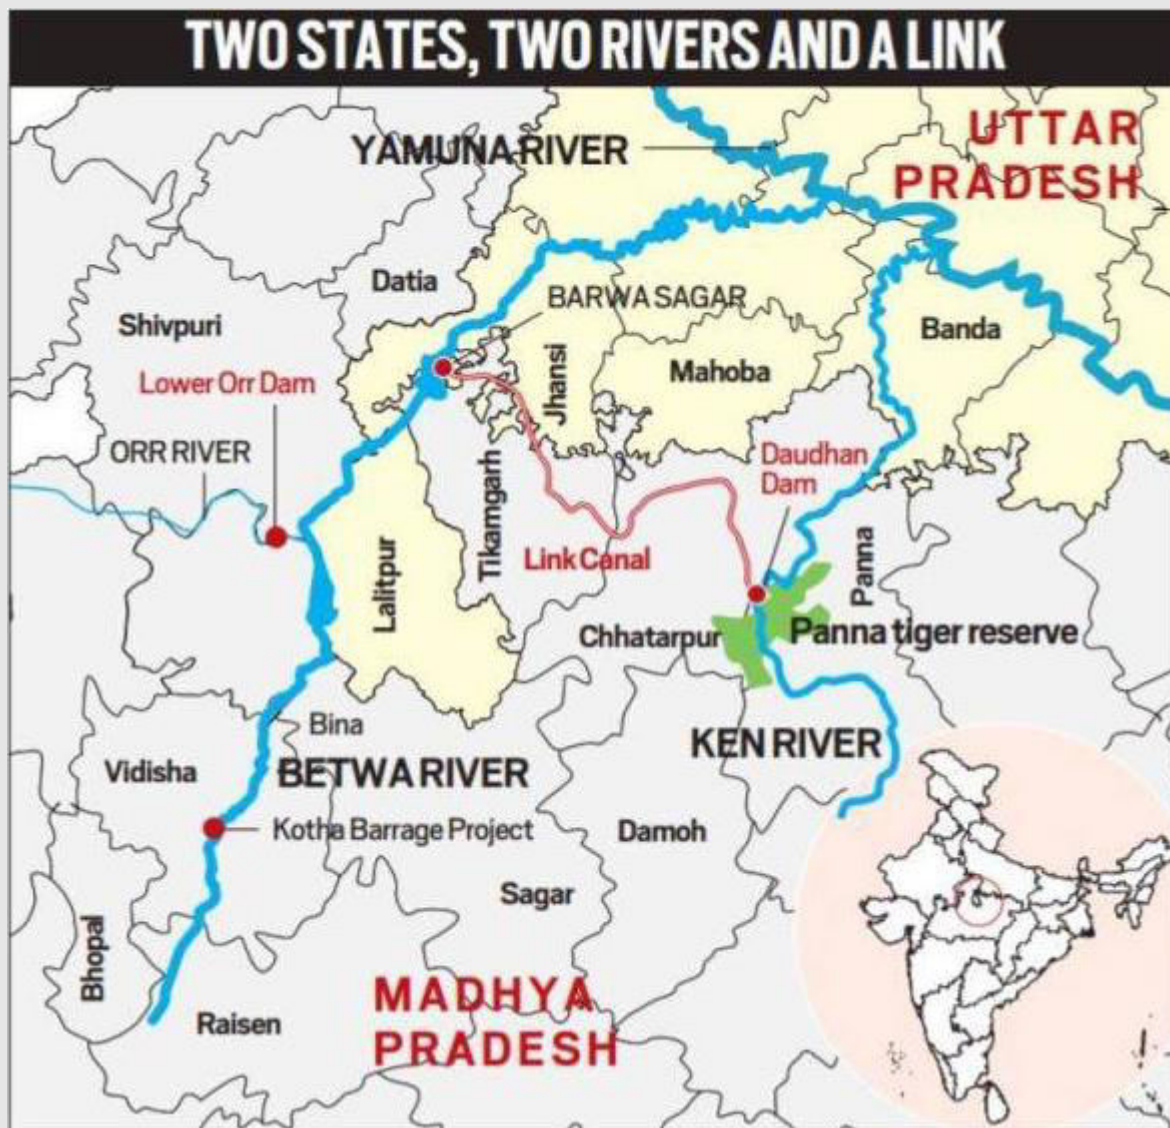 TWO STATES, TWO RIVERS AND A LINK
YAMUNA RIVER
UTTAR
PRADESH
Datia
BARWA SAGAR
Shivpuri
Banda
Jhansi
Mahoba
Lower Orr Dam
ORR RIVER
Daudhan
Dam
Tikamgarh
Link Canal
Lalitpur
Panna
Chhatarpur
Panna tiger reserve
Bina
KEN RIVER
Vidisha
BETWA RIVER
Kotha Barrage Project
Damoh
Sagar
Bhopal
MADHYA
PRADESH
Raisen